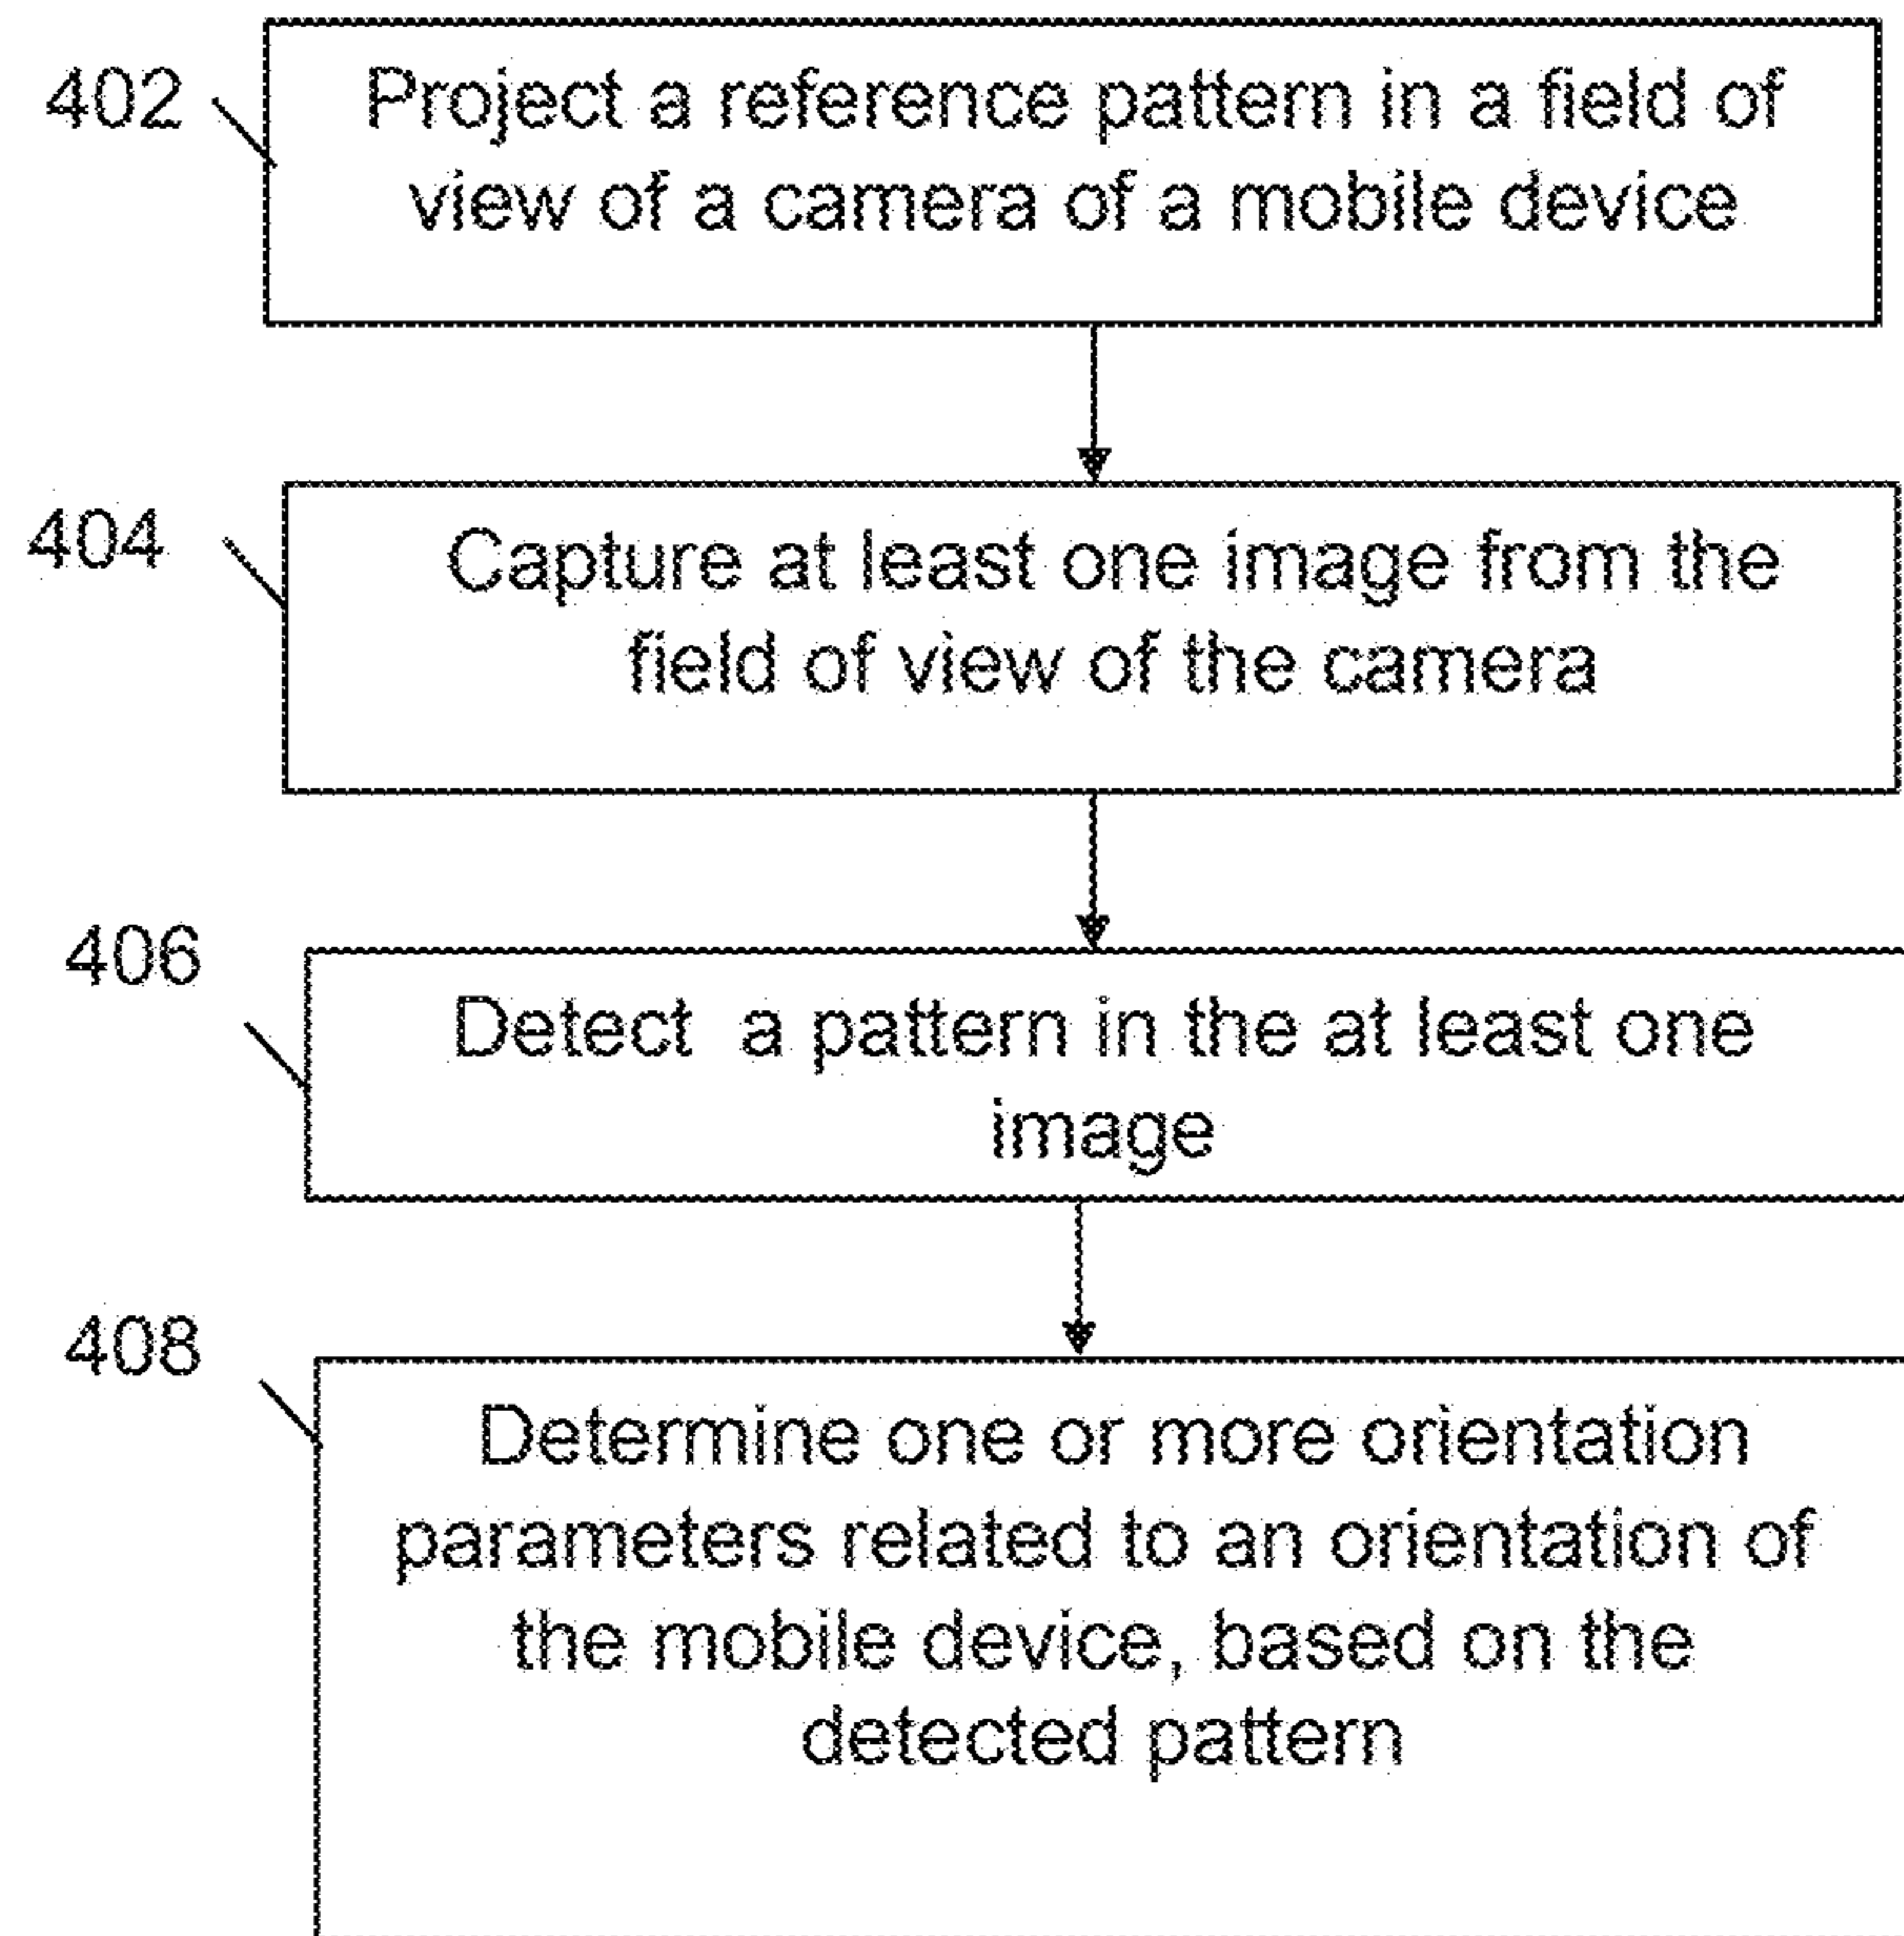 402
Project a reference pattern in a field of
view of a camera of a mobile device
404
Capture at least one image from the
field of view of the camera
406
Detect a pattern in the at least one
image
408
Determine one or more orientation
parameters related to an orientation of
the mobile device, based on the
detected pattern